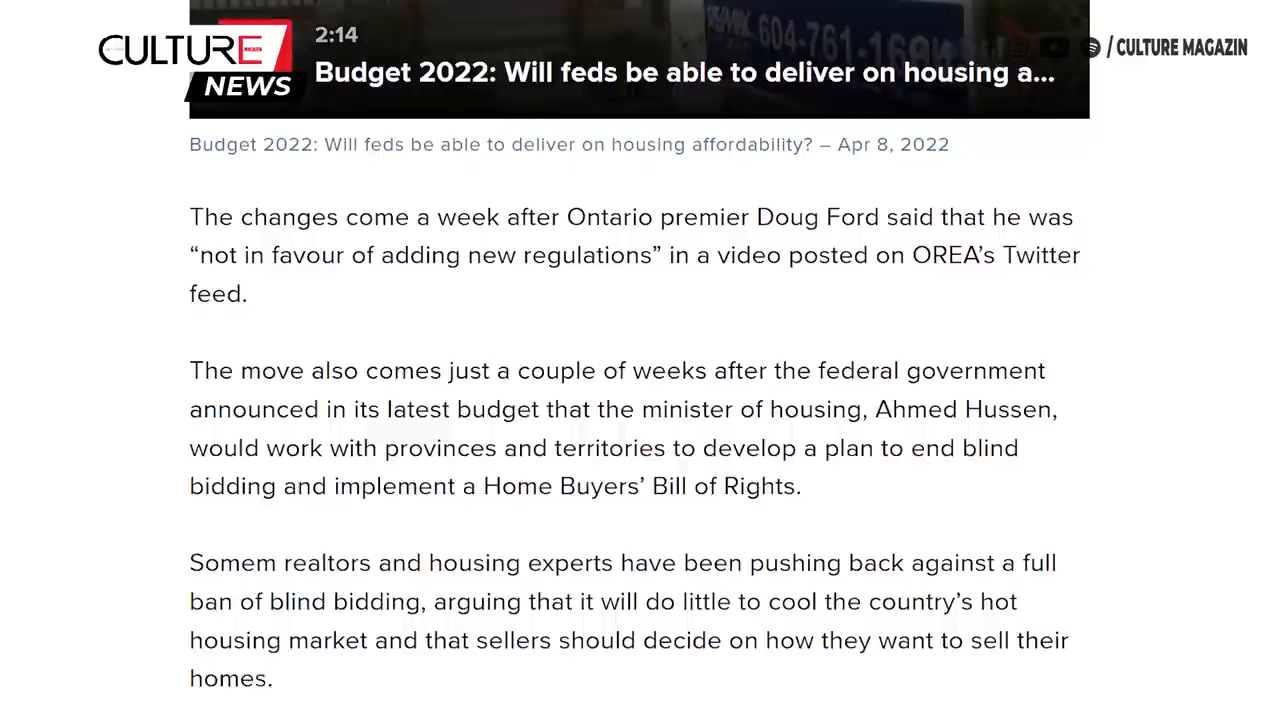 CULTURE
NEWS
2:14
RE/MAX 604-761-
Budget 2022: Will feds be able to deliver on housing a...
/ CULTURE MAGAZIN
Budget 2022: Will feds be able to deliver on housing affordability? – Apr 8, 2022
The changes come a week after Ontario premier Doug Ford said that he was
“not in favour of adding new regulations” in a video posted on OREA’s Twitter
feed.
The move also comes just a couple of weeks after the federal government
announced in its latest budget that the minister of housing, Ahmed Hussen,
would work with provinces and territories to develop a plan to end blind
bidding and implement a Home Buyers’ Bill of Rights.
Somem realtors and housing experts have been pushing back against a full
ban of blind bidding, arguing that it will do little to cool the country’s hot
housing market and that sellers should decide on how they want to sell their
homes.